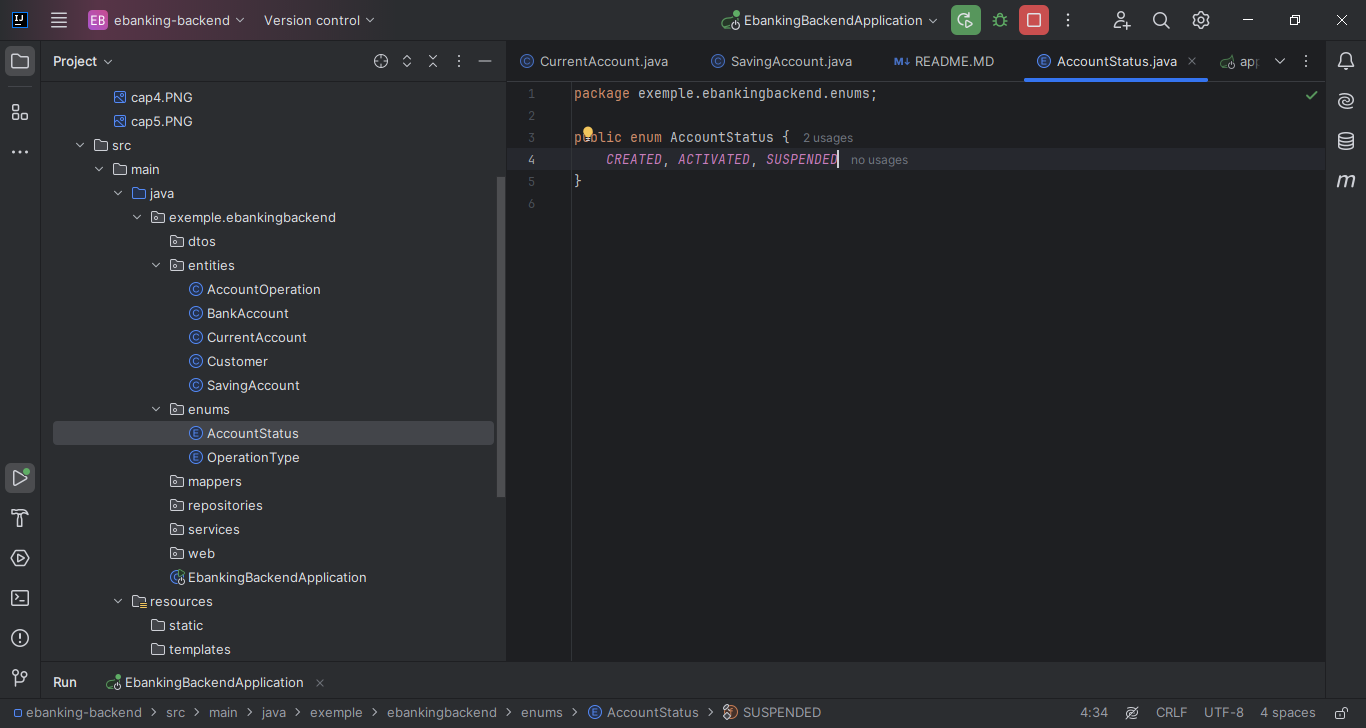 EB ebanking-backend Version control EbankingBackendApplication
Project
CurrentAccount.java SavingAccount.java README.MD AccountStatus.java app
cap4.PNG
cap5.PNG
src
main
java
exemple.ebankingbackend
dtos
entities
AccountOperation
BankAccount
CurrentAccount
Customer
SavingAccount
enums
AccountStatus
OperationType
mappers
repositories
services
web
EbankingBackendApplication
resources
static
templates
1 package exemple.ebankingbackend.enums;
2
3 public enum AccountStatus { 2 usages
4 CREATED, ACTIVATED, SUSPENDED no usages
5 }
6
Run EbankingBackendApplication
ebanking-backend > src > main > java > exemple > ebankingbackend > enums > AccountStatus > SUSPENDED 4:34 CRLF UTF-8 4 spaces